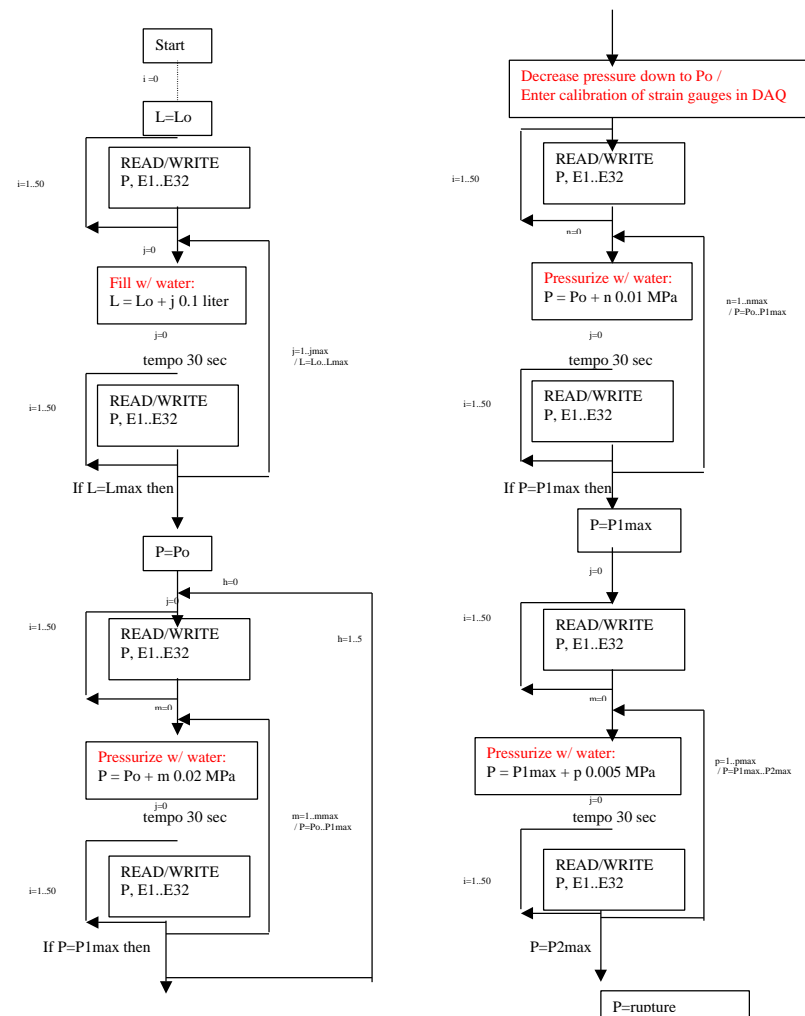 Start
i =0
L=Lo
READ/WRITE
P, E1..E32
i=1..50
j=0
Fill w/ water:
L = Lo + j 0.1 liter
j=0
j=1..jmax
/ L=Lo..Lmax
tempo 30 sec
READ/WRITE
P, E1..E32
i=1..50
If L=Lmax then
P=Po
h=0
j=0
i=1..50
READ/WRITE
P, E1..E32
h=1..5
m=0
Pressurize w/ water:
P = Po + m 0.02 MPa
j=0
tempo 30 sec
m=1..mmax
/ P=Po..P1max
READ/WRITE
P, E1..E32
i=1..50
If P=P1max then
Decrease pressure down to Po /
Enter calibration of strain gauges in DAQ
READ/WRITE
P, E1..E32
i=1..50
n=0
Pressurize w/ water:
P = Po + n 0.01 MPa
n=1..nmax
/ P=Po..P1max
j=0
tempo 30 sec
READ/WRITE
P, E1..E32
i=1..50
If P=P1max then
P=P1max
j=0
READ/WRITE
P, E1..E32
i=1..50
m=0
Pressurize w/ water:
P = P1max + p 0.005 MPa
p=1..pmax
/ P=P1max..P2max
j=0
tempo 30 sec
READ/WRITE
P, E1..E32
i=1..50
P=P2max
P=rupture